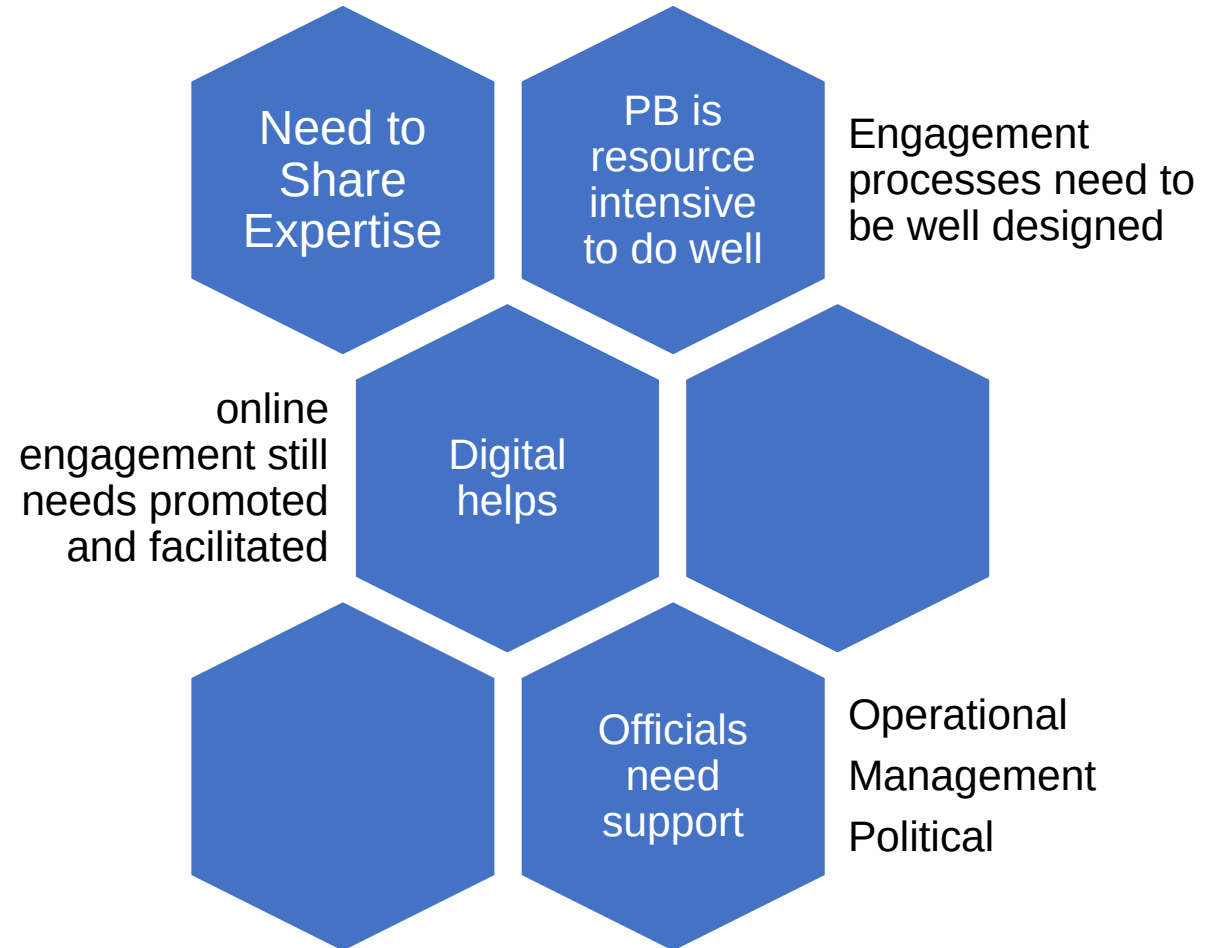 Need to
Share
Expertise
PB is
resource
intensive
to do well
Engagement
processes need to
be well designed
online
engagement still
needs promoted
and facilitated
Digital
helps
Officials
need
support
Operational
Management
Political